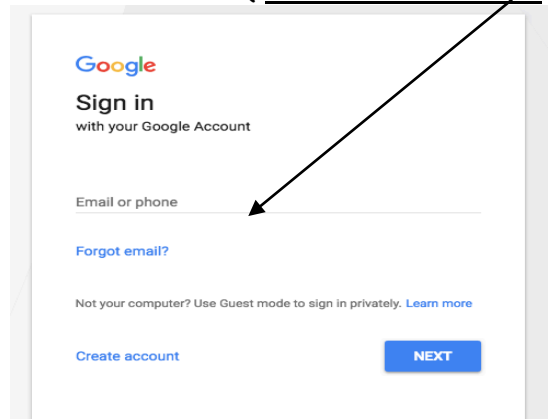 Google
Sign in
with your Google Account
Email or phone
Forgot email?
Not your computer? Use Guest mode to sign in privately. Learn more
Create account
NEXT